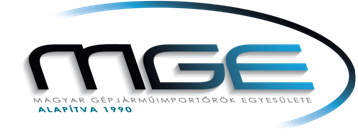 MGE
MAGYAR GÉPJÁRMŰIMPORTŐRÖK EGYESÜLETE
ALAPÍTVA 1990